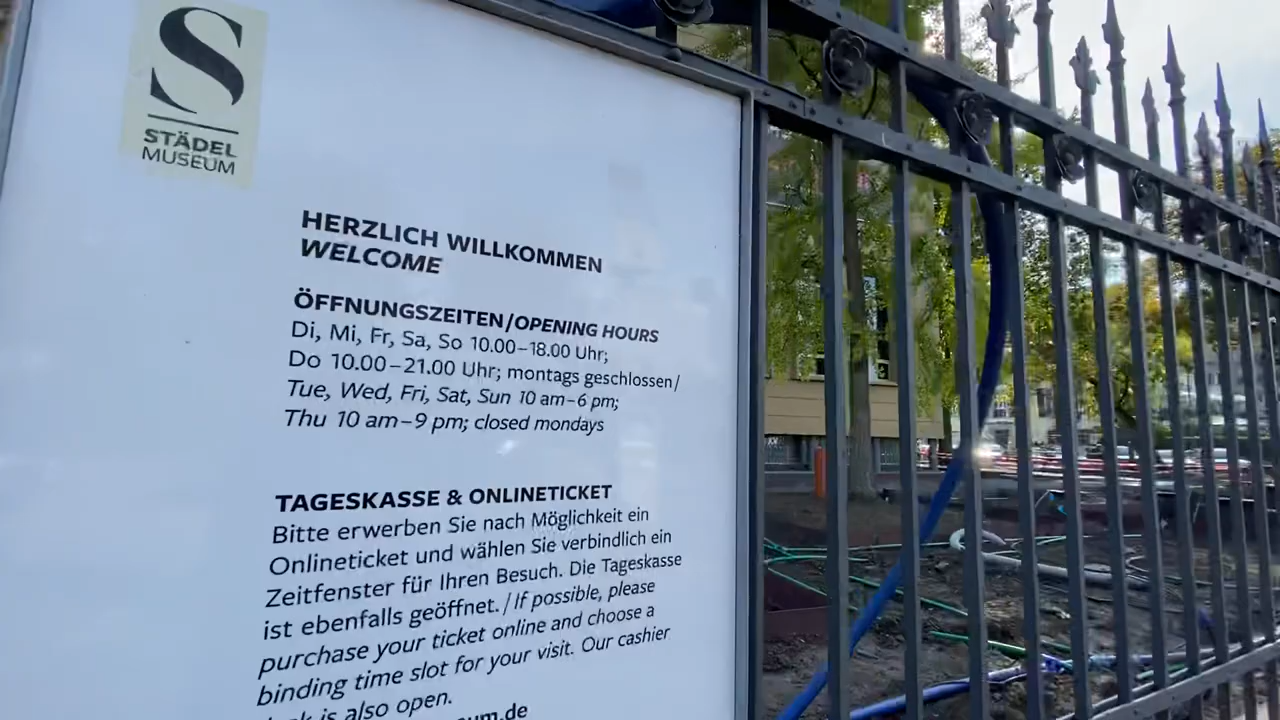 S
STÄDEL
MUSEUM
HERZLICH WILLKOMMEN
WELCOME
ÖFFNUNGSZEITEN/OPENING HOURS
Di, Mi, Fr, Sa, So 10.00–18.00 Uhr;
Do 10.00–21.00 Uhr; montags geschlossen/
Tue, Wed, Fri, Sat, Sun 10 am–6 pm;
Thu 10 am–9 pm; closed mondays
TAGESKASSE & ONLINETICKET
Bitte erwerben Sie nach Möglichkeit ein
Onlineticket und wählen Sie verbindlich ein
Zeitfenster für Ihren Besuch. Die Tageskasse
ist ebenfalls geöffnet./If possible, please
purchase your ticket online and choose a
binding time slot for your visit. Our cashier
is also open.